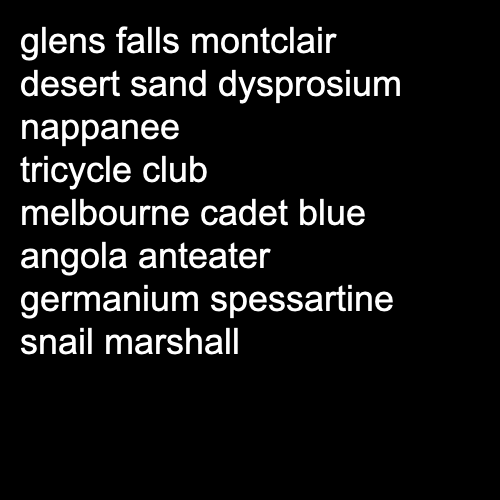 glens falls montclair
desert sand dysprosium
nappanee
tricycle club
melbourne cadet blue
angola anteater
germanium spessartine
snail marshall